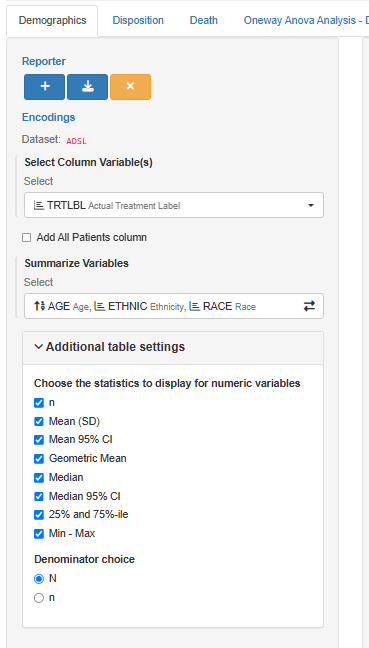 Demographics Disposition Death Oneway Anova Analysis - D
Reporter
Encodings
Dataset: ADSL
Select Column Variable(s)
Select
TRTLBL Actual Treatment Label
Add All Patients column
Summarize Variables
Select
AGE Age, ETHNIC Ethnicity, RACE Race
Additional table settings
Choose the statistics to display for numeric variables
n
Mean (SD)
Mean 95% CI
Geometric Mean
Median
Median 95% CI
25% and 75%-ile
Min - Max
Denominator choice
N
n